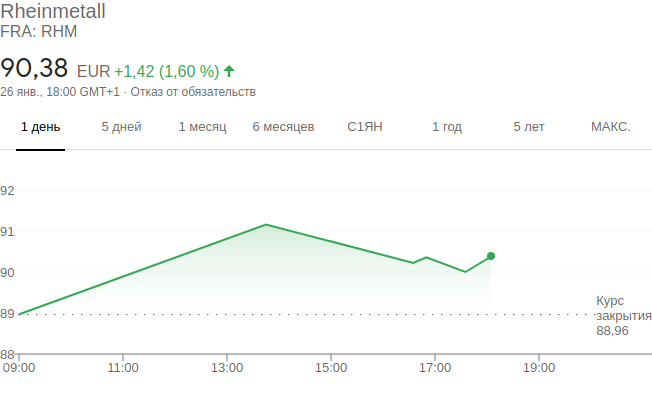 Rheinmetall
FRA: RHM
90,38 EUR +1,42 (1,60 %)
26 янв., 18:00 GMT+1 · Отказ от обязательств
1 день 5 дней 1 месяц 6 месяцев С1ЯН 1 год 5 лет МАКС.
92
91
90
89
88
Курс
закрытия
88,96
09:00 11:00 13:00 15:00 17:00 19:00